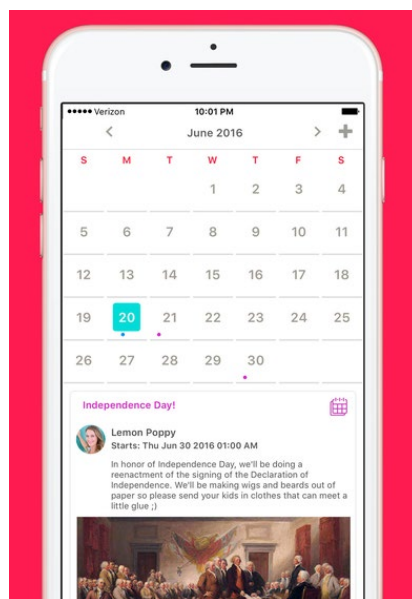 Verizon 10:01 PM
< June 2016 > +
S M T W T F S
1 2 3 4
5 6 7 8 9 10 11
12 13 14 15 16 17 18
19 20 21 22 23 24 25
26 27 28 29 30
Independence Day!
Lemon Poppy
Starts: Thu Jun 30 2016 01:00 AM
In honor of Independence Day, we'll be doing a
reenactment of the signing of the Declaration of
Independence. We'll be making wigs and beards out of
paper so please send your kids in clothes that can meet a
little glue ;)